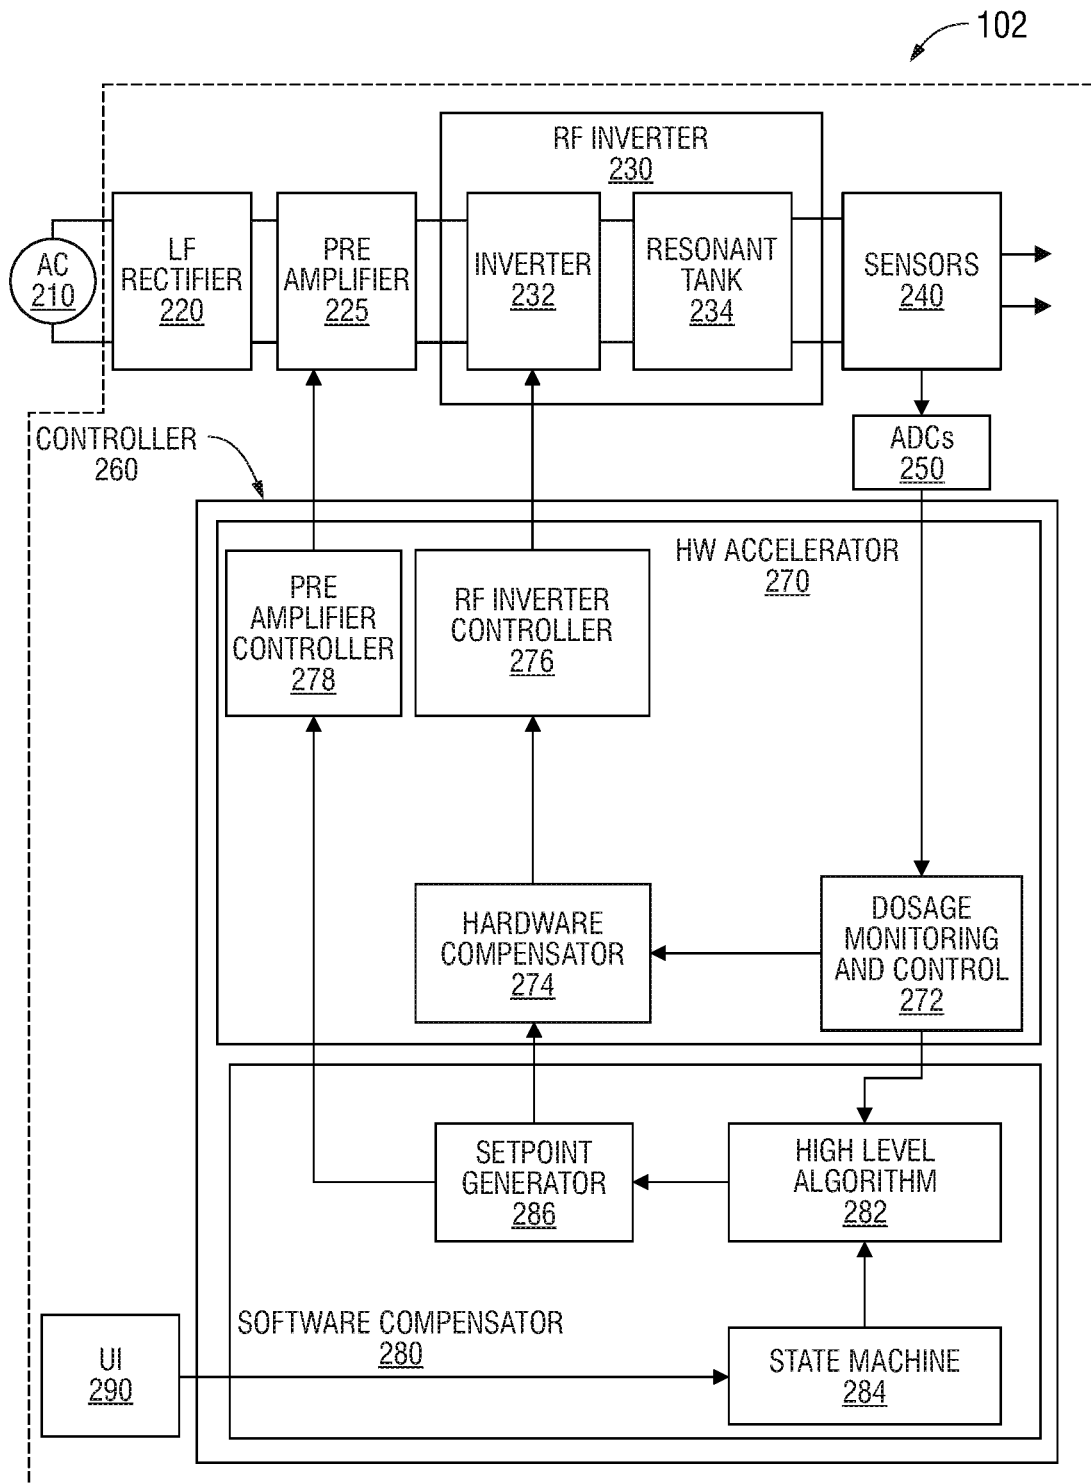 102
RF INVERTER
230
AC
210
LF
RECTIFIER
220
PRE
AMPLIFIER
225
INVERTER
232
RESONANT
TANK
234
SENSORS
240
ADCs
250
CONTROLLER
260
HW ACCELERATOR
270
PRE
AMPLIFIER
CONTROLLER
278
RF INVERTER
CONTROLLER
276
HARDWARE
COMPENSATOR
274
DOSAGE
MONITORING
AND CONTROL
272
SETPOINT
GENERATOR
286
HIGH LEVEL
ALGORITHM
282
SOFTWARE COMPENSATOR
280
UI
290
STATE MACHINE
284